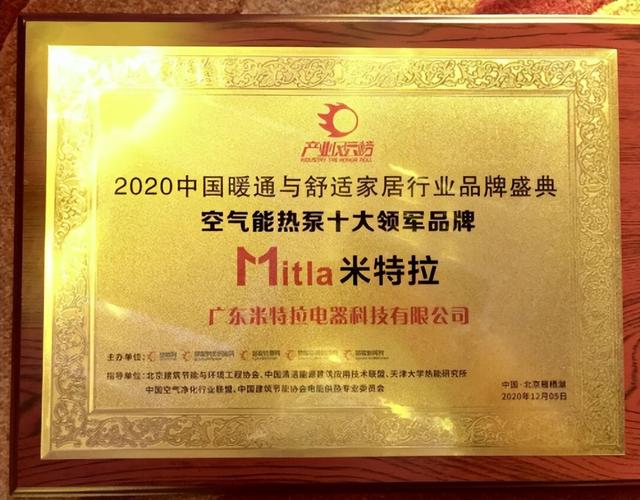 产业风云榜
INDUSTRY THE HONOR ROLL
2020中国暖通与舒适家居行业品牌盛典
空气能热泵十大领军品牌
Mitla 米特拉
广东米特拉电器科技有限公司
主办单位：
指导单位：北京建筑节能与环境工程协会、中国清洁能源建筑应用技术联盟、天津大学热能研究所
中国空气净化行业联盟、中国建筑节能协会电能供热专业委员会
中国·北京雁栖湖
2020年12月05日